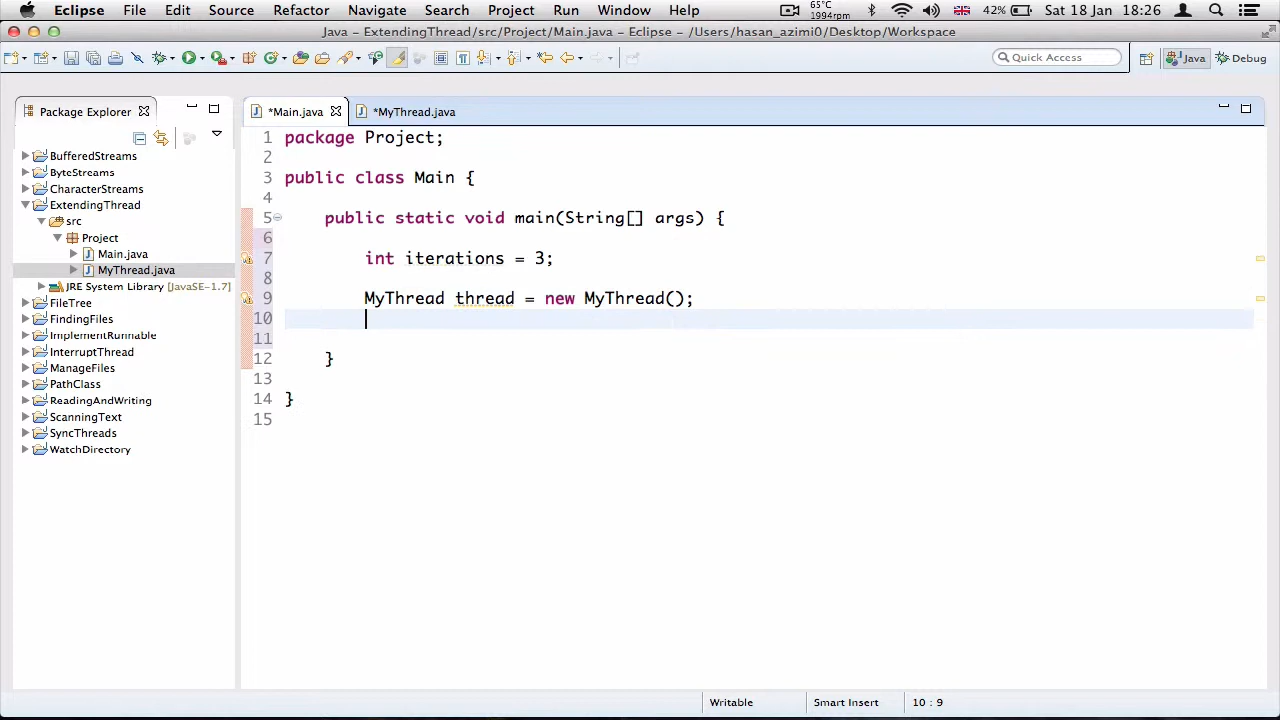 Eclipse File Edit Source Refactor Navigate Search Project Run Window Help 65°C 1994rpm 42% Sat 18 Jan 18:26
Java – ExtendingThread/src/Project/Main.java – Eclipse – /Users/hasan_azimi0/Desktop/Workspace
Quick Access Java Debug
Package Explorer
*Main.java *MyThread.java
BufferedStreams
ByteStreams
CharacterStreams
ExtendingThread
src
Project
Main.java
MyThread.java
JRE System Library [JavaSE-1.7]
FileTree
FindingFiles
ImplementRunnable
InterruptThread
ManageFiles
PathClass
ReadingAndWriting
ScanningText
SyncThreads
WatchDirectory
1 package Project;
2
3 public class Main {
4
5 public static void main(String[] args) {
6
7 int iterations = 3;
8
9 MyThread thread = new MyThread();
10
11
12 }
13
14 }
15
Writable Smart Insert 10 : 9